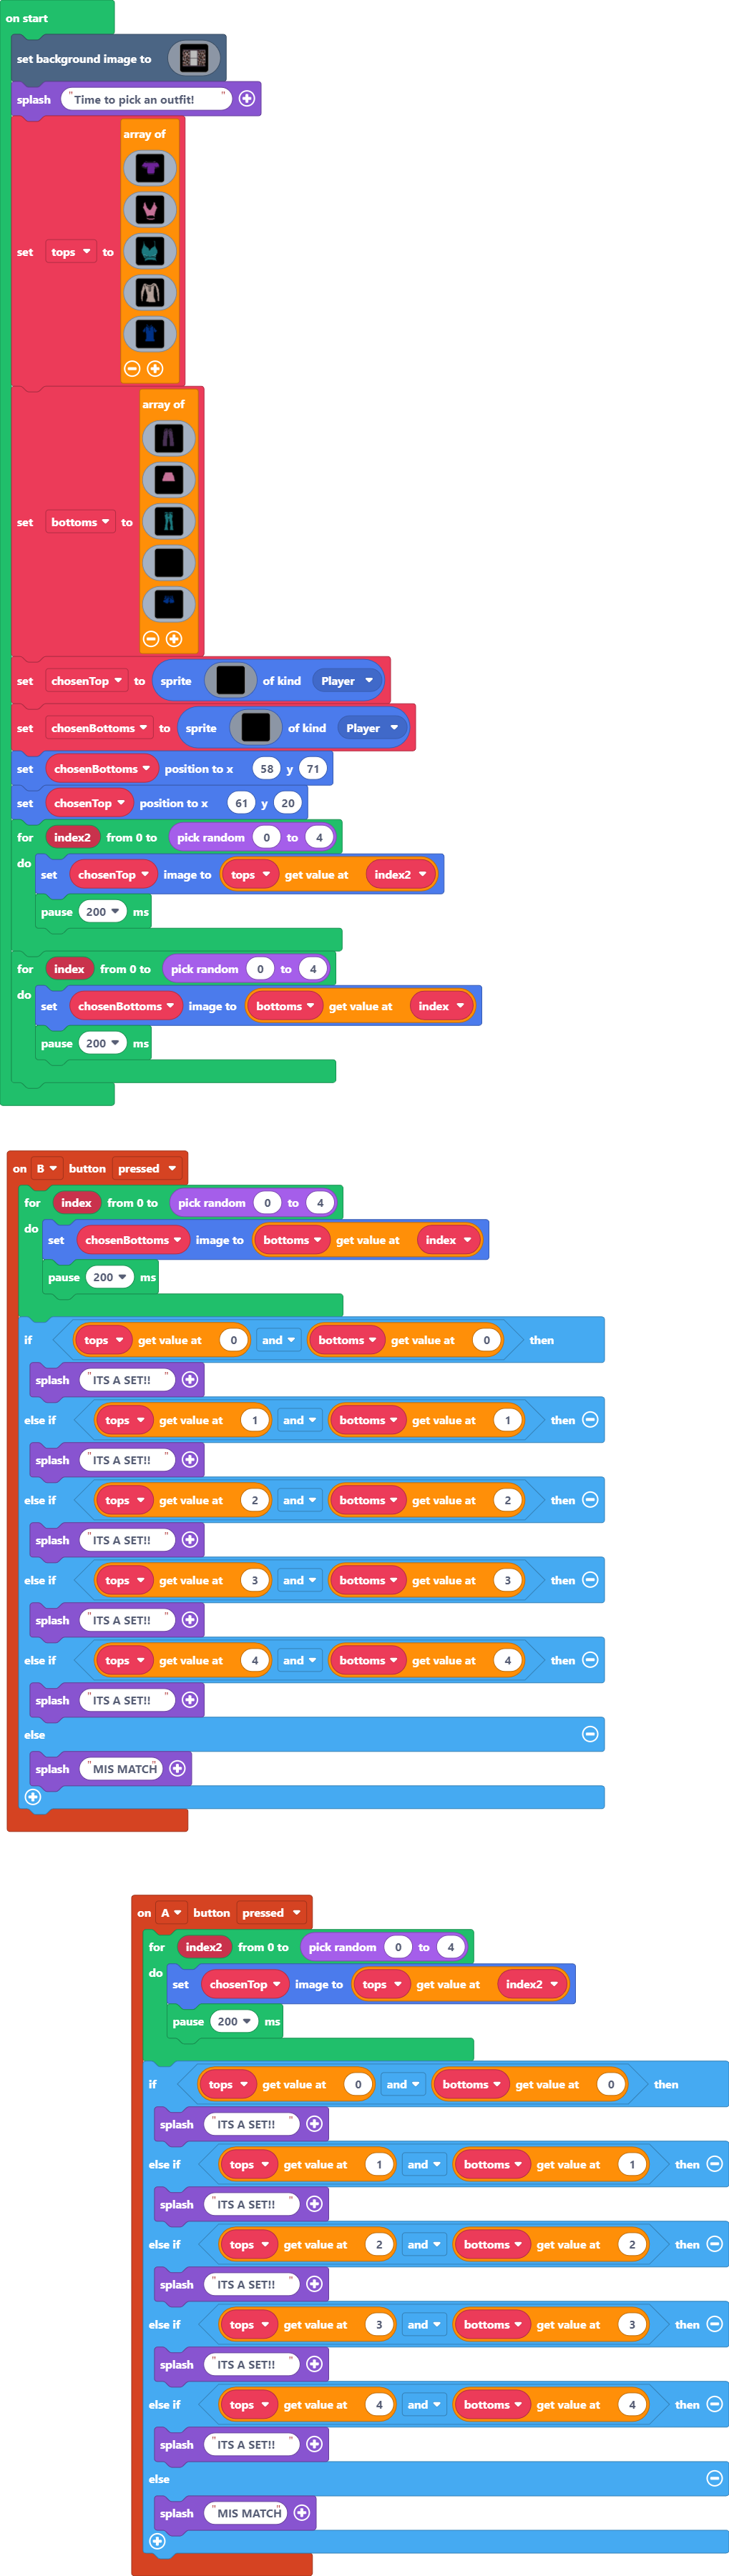 on start
set background image to
splash "Time to pick an outfit! "
array of
set tops to
array of
set bottoms to
set chosenTop to sprite of kind Player
set chosenBottoms to sprite of kind Player
set chosenBottoms position to x 58 y 71
set chosenTop position to x 61 y 20
for index2 from 0 to pick random 0 to 4
do
set chosenTop image to tops get value at index2
pause 200 ms
for index from 0 to pick random 0 to 4
do
set chosenBottoms image to bottoms get value at index
pause 200 ms
on B button pressed
for index from 0 to pick random 0 to 4
do
set chosenBottoms image to bottoms get value at index
pause 200 ms
if tops get value at 0 and bottoms get value at 0 then
splash "ITS A SET!! "
else if tops get value at 1 and bottoms get value at 1 then
splash "ITS A SET!! "
else if tops get value at 2 and bottoms get value at 2 then
splash "ITS A SET!! "
else if tops get value at 3 and bottoms get value at 3 then
splash "ITS A SET!! "
else if tops get value at 4 and bottoms get value at 4 then
splash "ITS A SET!! "
else
splash "MIS MATCH"
on A button pressed
for index2 from 0 to pick random 0 to 4
do
set chosenTop image to tops get value at index2
pause 200 ms
if tops get value at 0 and bottoms get value at 0 then
splash "ITS A SET!! "
else if tops get value at 1 and bottoms get value at 1 then
splash "ITS A SET!! "
else if tops get value at 2 and bottoms get value at 2 then
splash "ITS A SET!! "
else if tops get value at 3 and bottoms get value at 3 then
splash "ITS A SET!! "
else if tops get value at 4 and bottoms get value at 4 then
splash "ITS A SET!! "
else
splash "MIS MATCH"